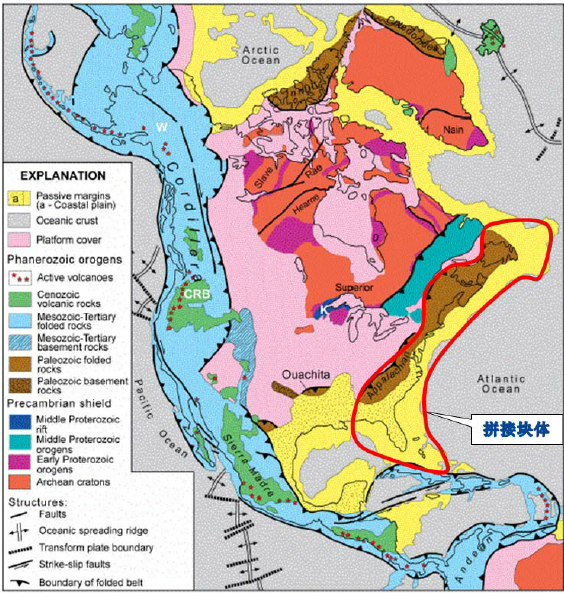 Arctic
Ocean
Caledonides
Innuitian
Nain
W
Cordillera
Slave
Rae
Hearne
Superior
K
CRB
Ouachita
Appalachian
Atlantic
Ocean
拼接块体
Pacific
Ocean
Sierra Madre
Andean
EXPLANATION
a
Passive margins
(a - Coastal plain)
Oceanic crust
Platform cover
Phanerozoic orogens
Active volcanoes
Cenozoic
volcanic rocks
Mesozoic-Tertiary
folded rocks
Mesozoic-Tertiary
basement rocks
Paleozoic folded
rocks
Paleozoic basement
rocks
Precambrian shield
Middle Proterozoic
rift
Middle Proterozoic
orogens
Early Proterozoic
orogens
Archean cratons
Structures:
Faults
Oceanic spreading ridge
Transform plate boundary
Strike-slip faults
Boundary of folded belt